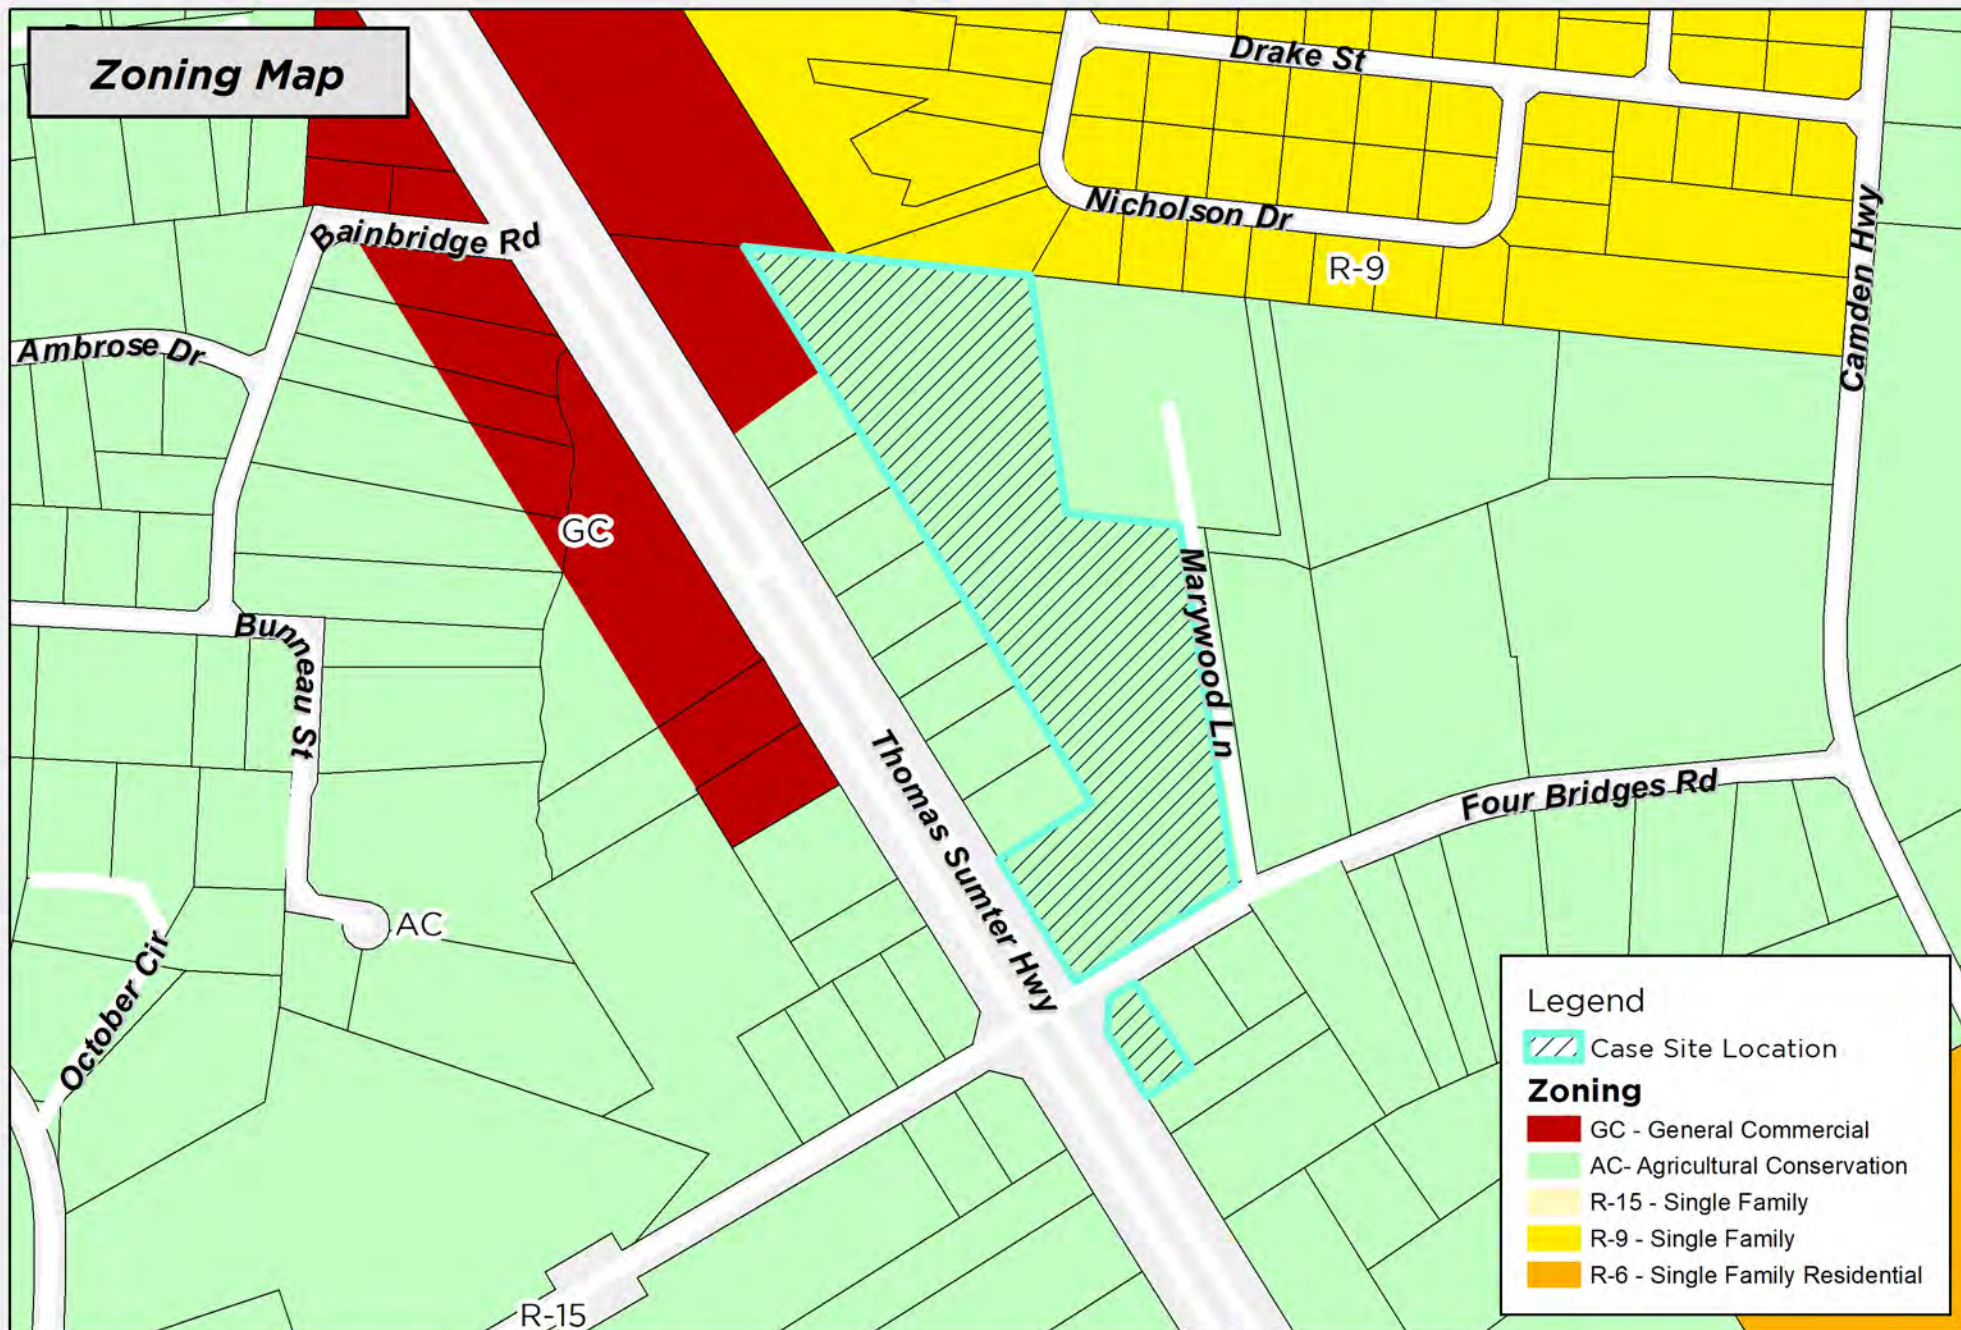 Zoning Map
Drake St
Nicholson Dr
Bainbridge Rd
R-9
Camden Hwy
Ambrose Dr
GC
Marywood Ln
Bunneau St
Thomas Sumter Hwy
Four Bridges Rd
AC
October Cir
R-15
Legend
Case Site Location
Zoning
GC - General Commercial
AC- Agricultural Conservation
R-15 - Single Family
R-9 - Single Family
R-6 - Single Family Residential